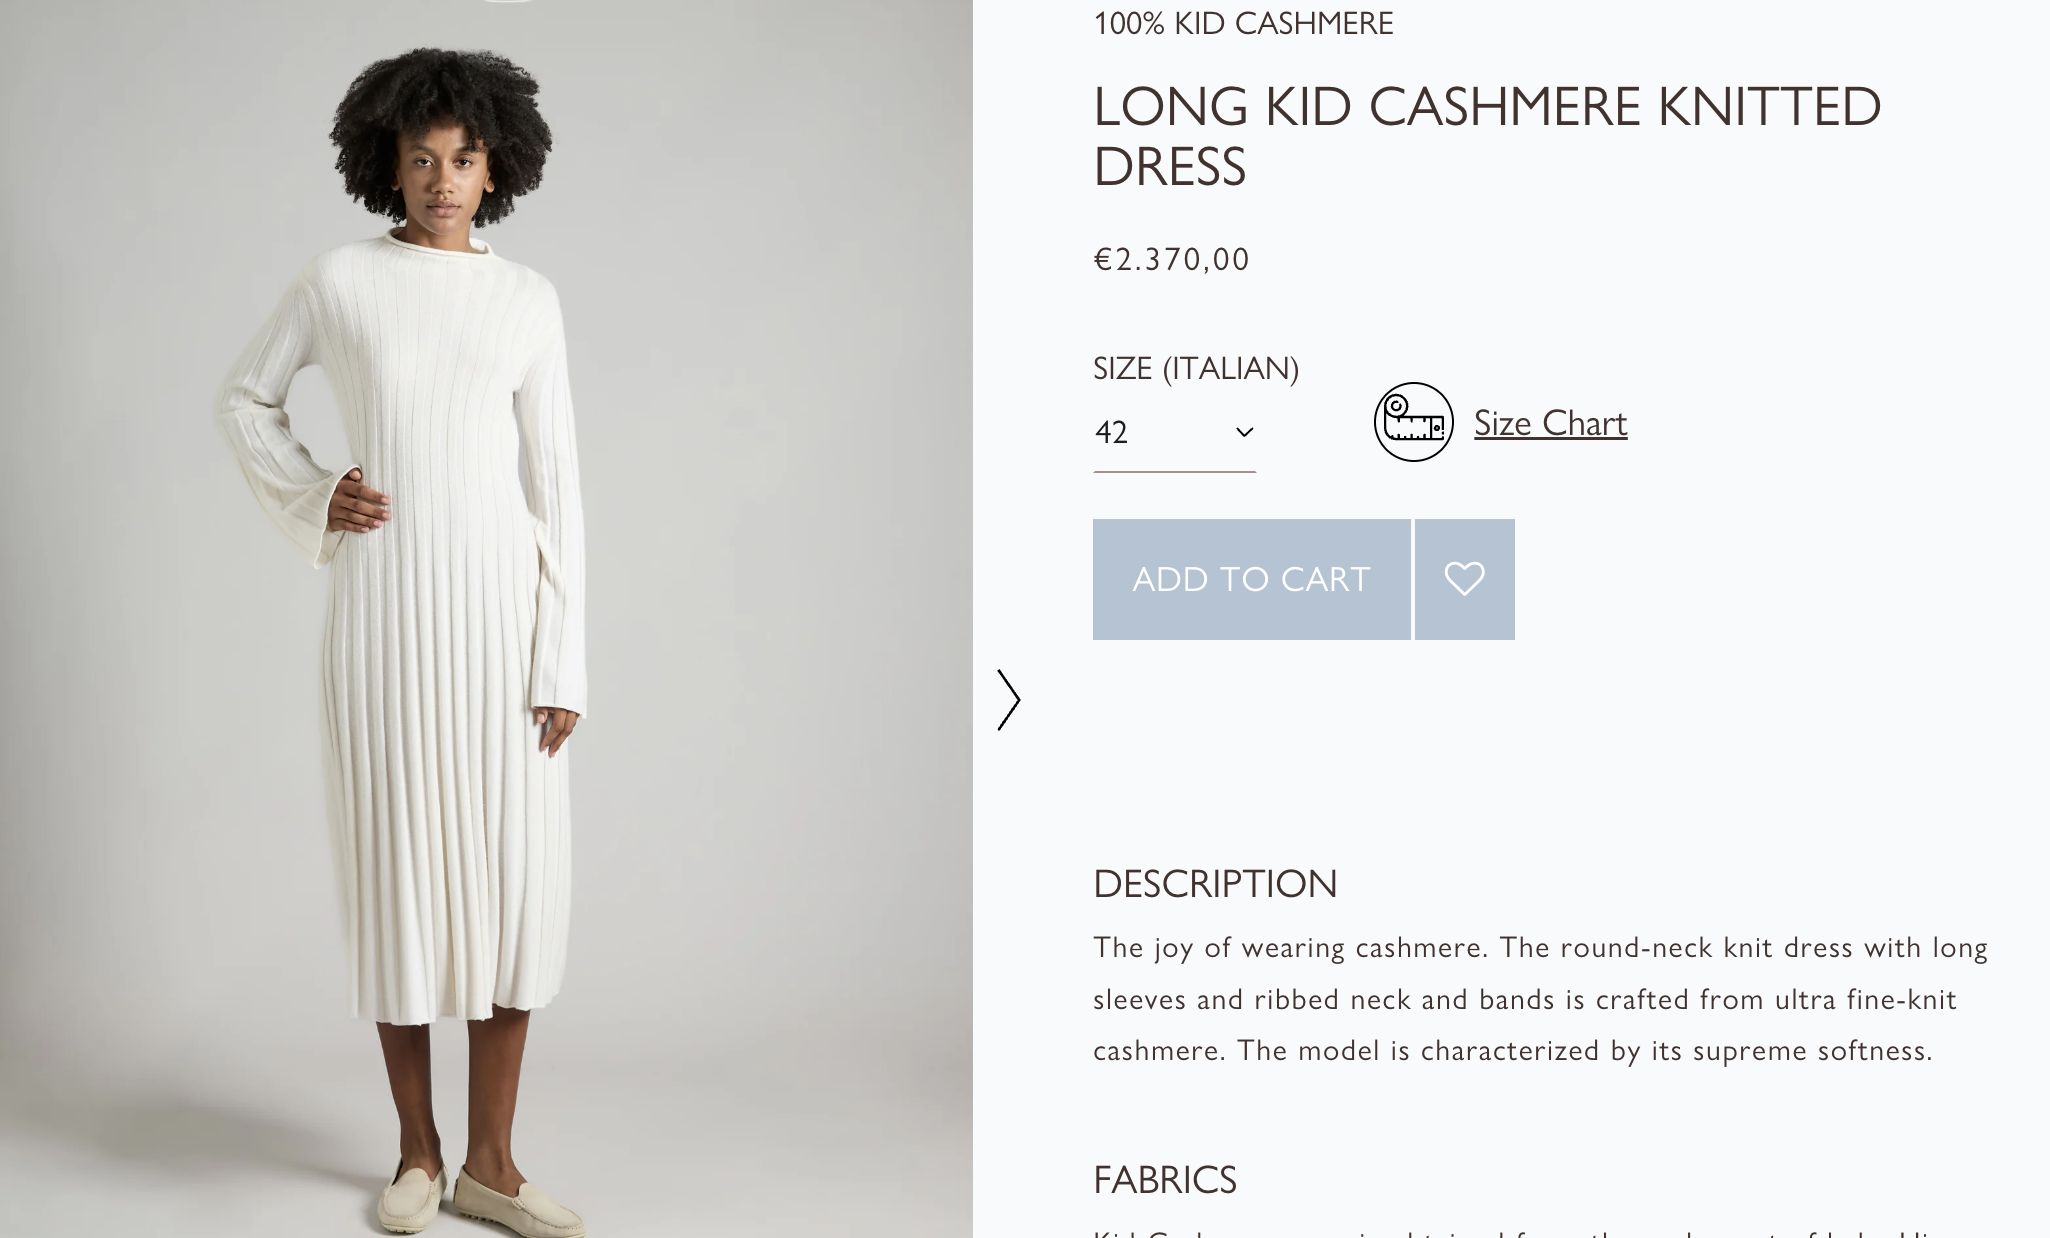 100% KID CASHMERE
LONG KID CASHMERE KNITTED
DRESS
€2.370,00
SIZE (ITALIAN)
42
Size Chart
ADD TO CART
DESCRIPTION
The joy of wearing cashmere. The round-neck knit dress with long
sleeves and ribbed neck and bands is crafted from ultra fine-knit
cashmere. The model is characterized by its supreme softness.
FABRICS